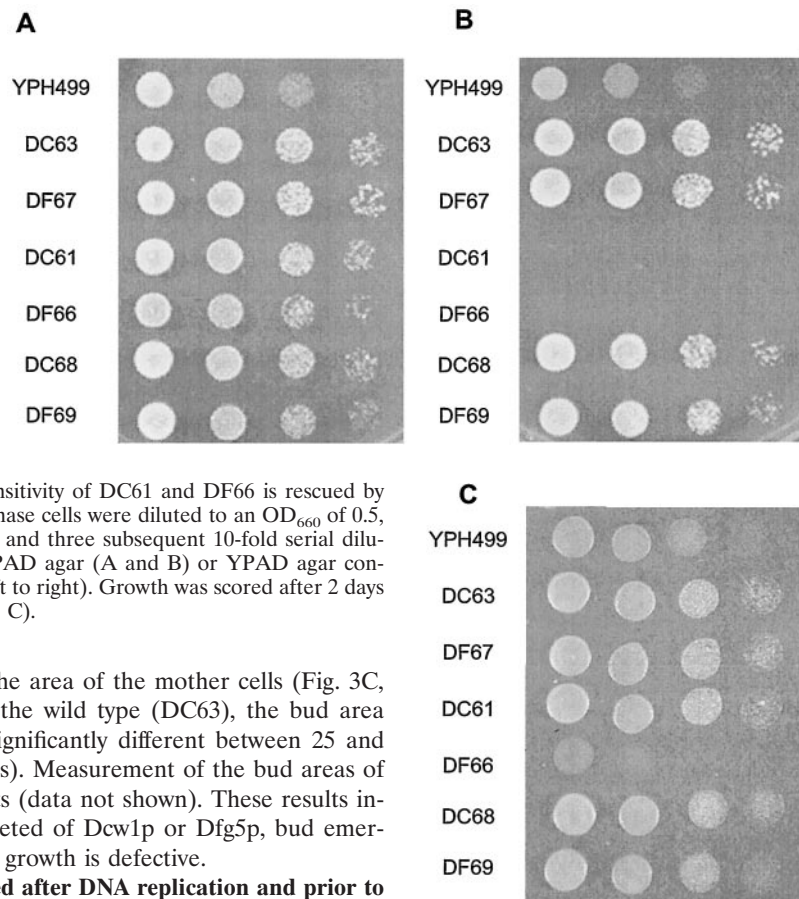 A
YPH499
DC63
DF67
DC61
DF66
DC68
DF69
B
YPH499
DC63
DF67
DC61
DF66
DC68
DF69
nsitivity of DC61 and DF66 is rescued by
hase cells were diluted to an OD660 of 0.5,
and three subsequent 10-fold serial dilu-
PAD agar (A and B) or YPAD agar con-
t to right). Growth was scored after 2 days
C).
he area of the mother cells (Fig. 3C,
the wild type (DC63), the bud area
ignificantly different between 25 and
s). Measurement of the bud areas of
ts (data not shown). These results in-
eted of Dcw1p or Dfg5p, bud emer-
growth is defective.
ed after DNA replication and prior to
C
YPH499
DC63
DF67
DC61
DF66
DC68
DF69